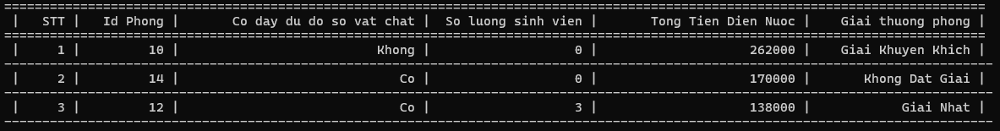 | STT | Id Phong | Co day du do so vat chat | So luong sinh vien | Tong Tien Dien Nuoc | Giai thuong phong |
| 1 | 10 | Khong | 0 | 262000 | Giai Khuyen Khich |
| 2 | 14 | Co | 0 | 170000 | Khong Dat Giai |
| 3 | 12 | Co | 3 | 138000 | Giai Nhat |